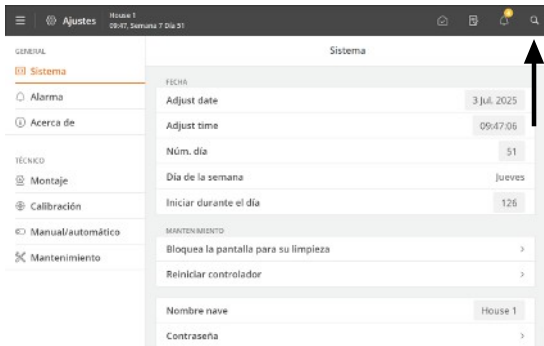 Ajustes
House 1
09:47, Semana 7 Día 51
GENERAL
Sistema
Alarma
Acerca de
TÉCNICO
Montaje
Calibración
Manual/automático
Mantenimiento
Sistema
FECHA
Adjust date 3 Jul. 2025
Adjust time 09:47:06
Núm. día 51
Día de la semana Jueves
Iniciar durante el día 126
MANTENIMIENTO
Bloquea la pantalla para su limpieza
Reiniciar controlador
Nombre nave House 1
Contraseña